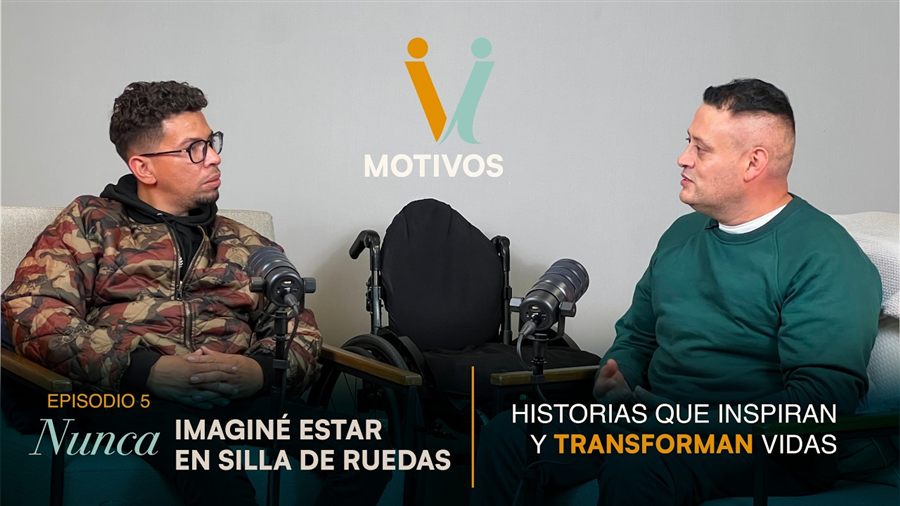 MOTIVOS
EPISODIO 5
Nunca IMAGINÉ ESTAR
EN SILLA DE RUEDAS
HISTORIAS QUE INSPIRAN
Y TRANSFORMAN VIDAS